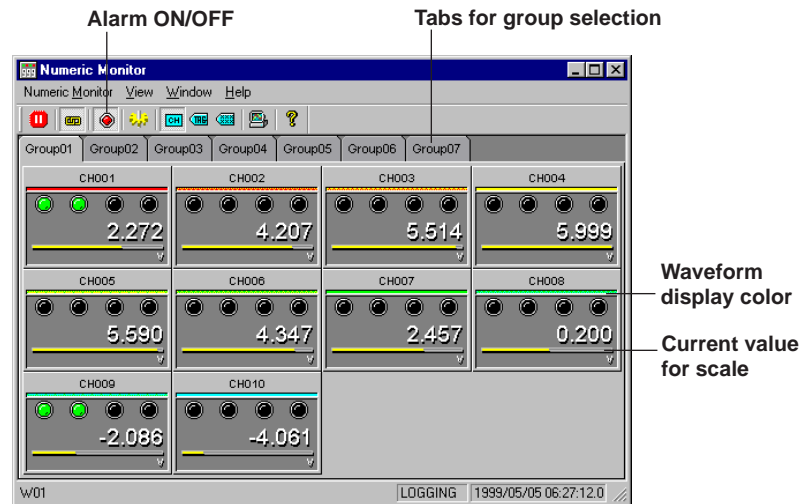 Alarm ON/OFF
Tabs for group selection
Numeric Monitor
Numeric Monitor View Window Help
CH TAG
Group01 Group02 Group03 Group04 Group05 Group06 Group07
CH001 CH002 CH003 CH004
2.272 4.207 5.514 5.999
V V V V
CH005 CH006 CH007 CH008
5.590 4.347 2.457 0.200
V V V V
Waveform
display color
Current value
for scale
CH009 CH010
-2.086 -4.061
V V
W01 LOGGING 1999/05/05 06:27:12.0